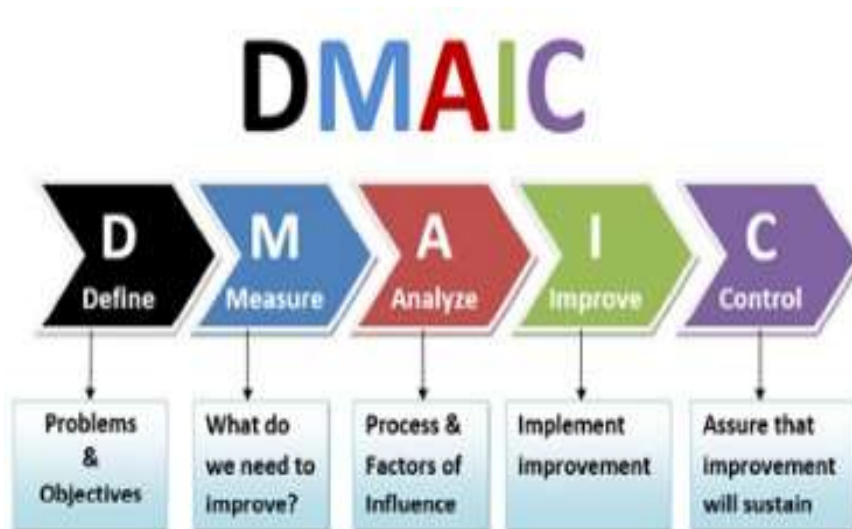 DMAIC
D
Define
M
Measure
A
Analyze
I
Improve
C
Control
Problems
&
Objectives
What do
we need to
improve?
Process &
Factors of
Influence
Implement
improvement
Assure that
improvement
will sustain